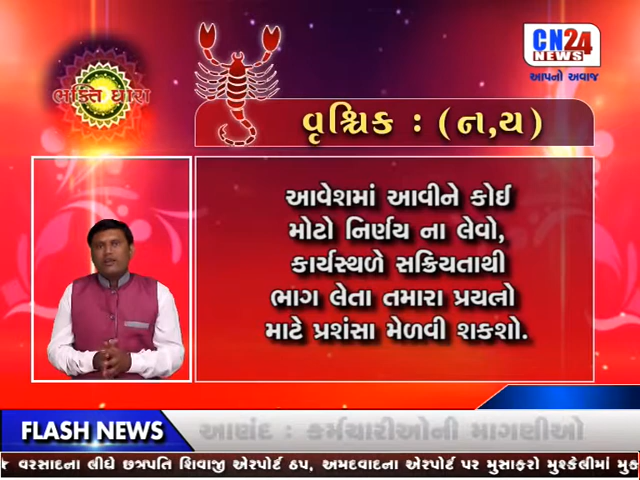 CN24
NEWS
આપનો અવાજ
ભક્તિ ધારા
વૃશ્ચિક : (ન,ય)
આવેશમાં આવીને કોઈ
મોટો નિર્ણય ના લેવો,
કાર્યસ્થળે સક્રિયતાથી
ભાગ લેતા તમારા પ્રયત્નો
માટે પ્રશંસા મેળવી શકશો.
FLASH NEWS
આણંદ : કર્મચારીઓની માગણીઓ
★ વરસાદના લીધે છત્રપતિ શિવાજી એરપોર્ટ ઠપ, અમદવાદના એરપોર્ટ પર મુસાફરો મુશ્કેલીમાં મુક